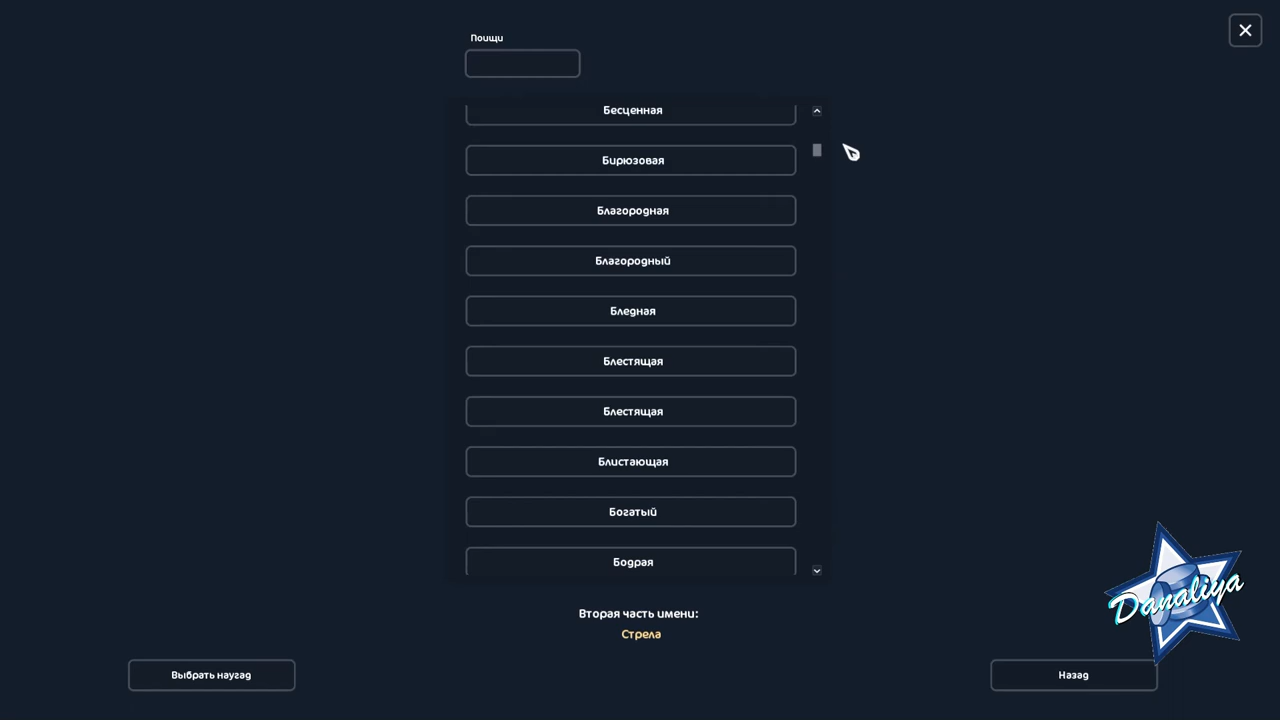 Поищи
Бесценная
Бирюзовая
Благородная
Благородный
Бледная
Блестящая
Блестящая
Блистающая
Богатый
Бодрая
Вторая часть имени:
Стрела
Выбрать наугад
Назад
Danaliya